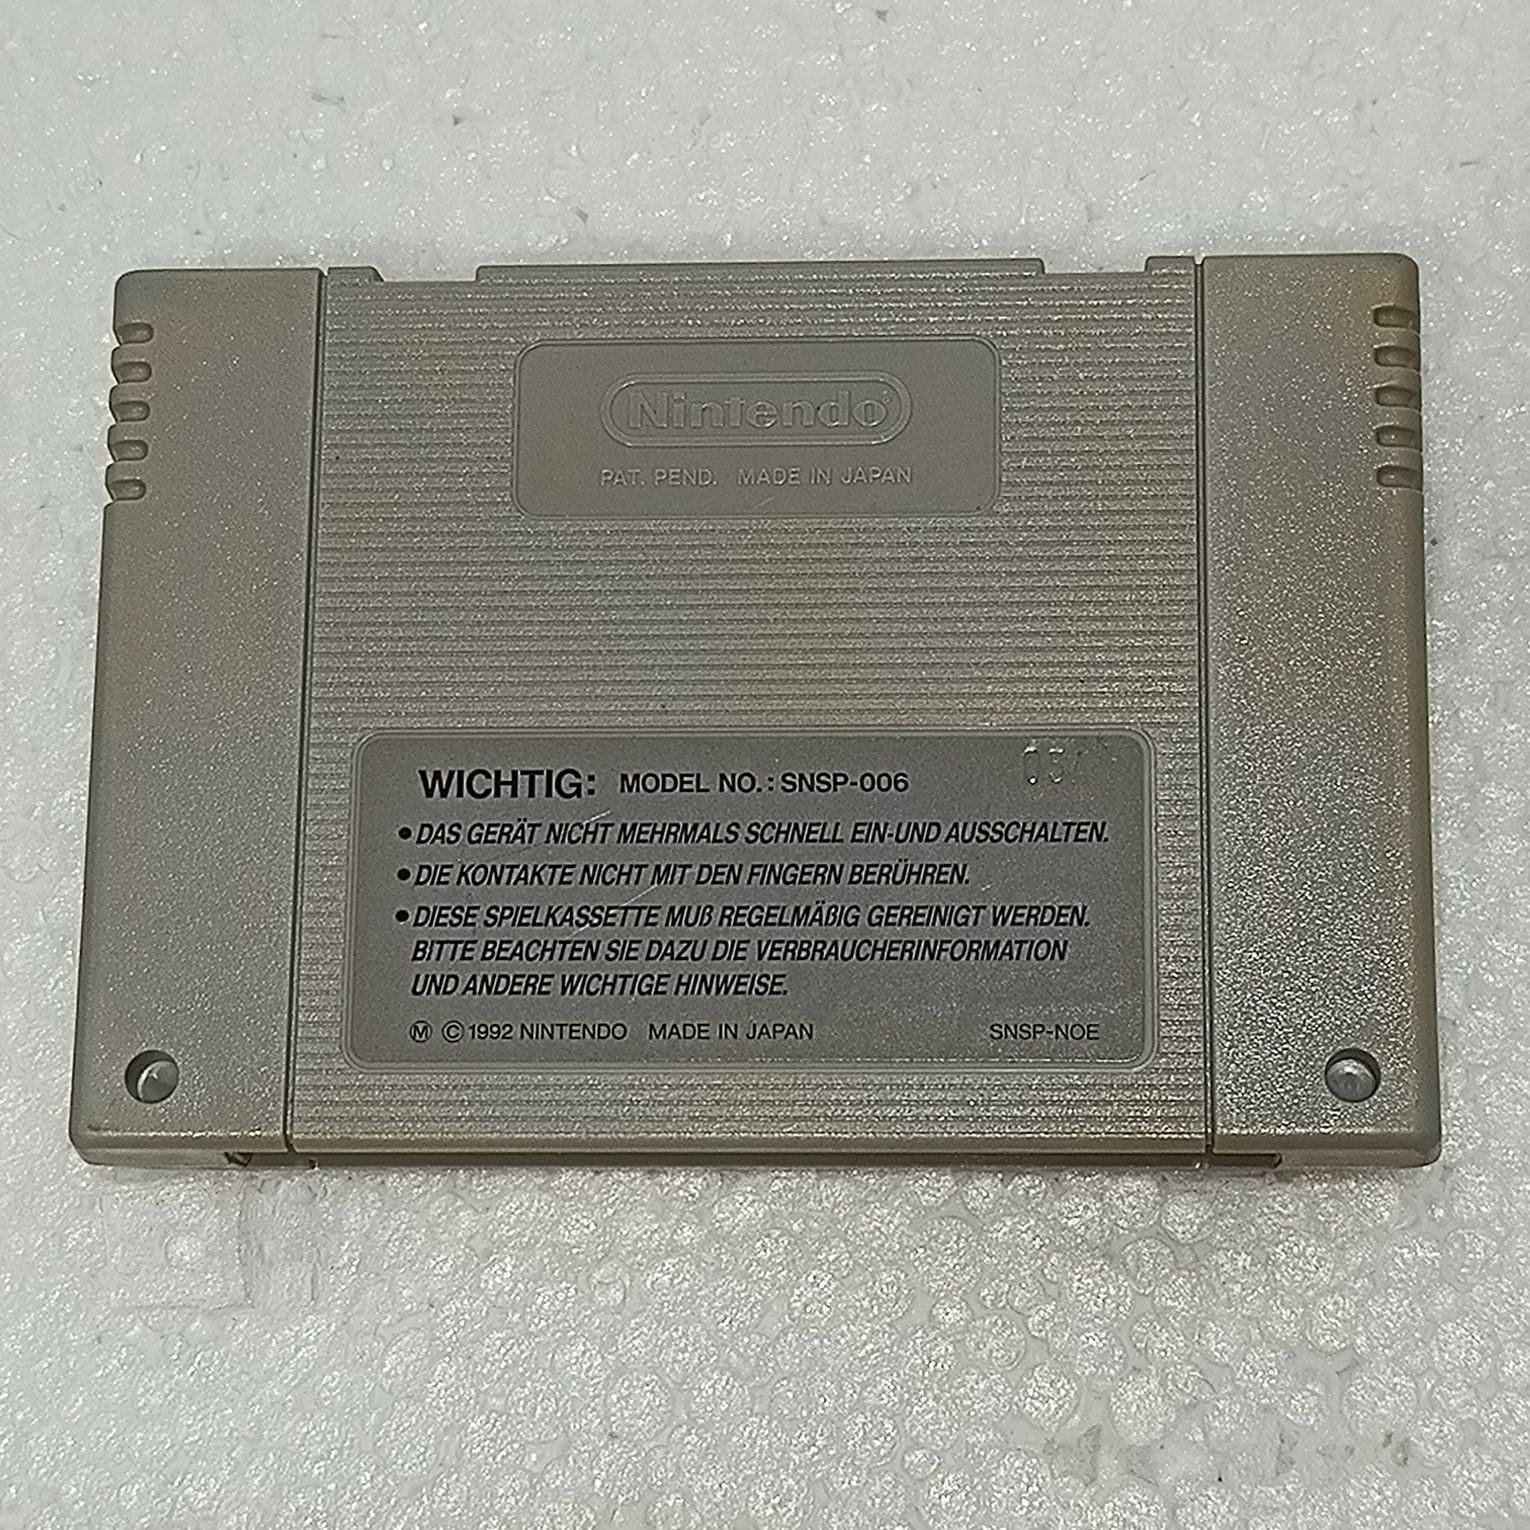 Nintendo®
PAT. PEND. MADE IN JAPAN
WICHTIG: MODEL NO.: SNSP-006
• DAS GERÄT NICHT MEHRMALS SCHNELL EIN-UND AUSSCHALTEN.
• DIE KONTAKTE NICHT MIT DEN FINGERN BERÜHREN.
• DIESE SPIELKASSETTE MUß REGELMÄßIG GEREINIGT WERDEN.
BITTE BEACHTEN SIE DAZU DIE VERBRAUCHERINFORMATION
UND ANDERE WICHTIGE HINWEISE.
Ⓜ © 1992 NINTENDO MADE IN JAPAN SNSP-NOE